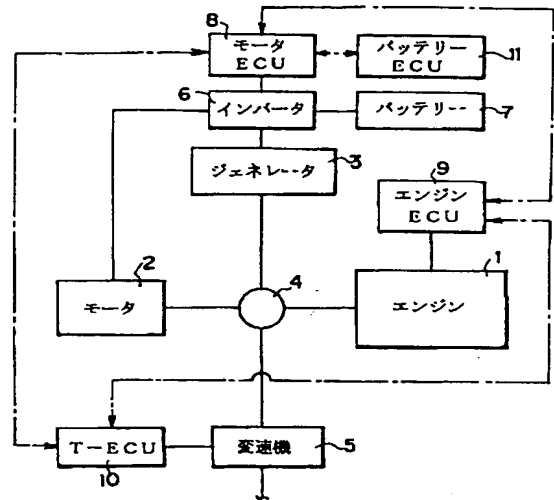 8
モータ
ECU
バッテリー
ECU
11
6
インバータ
バッテリー
7
ジェネレータ
3
9
エンジン
ECU
2
モータ
4
1
エンジン
T-ECU
10
変速機
5